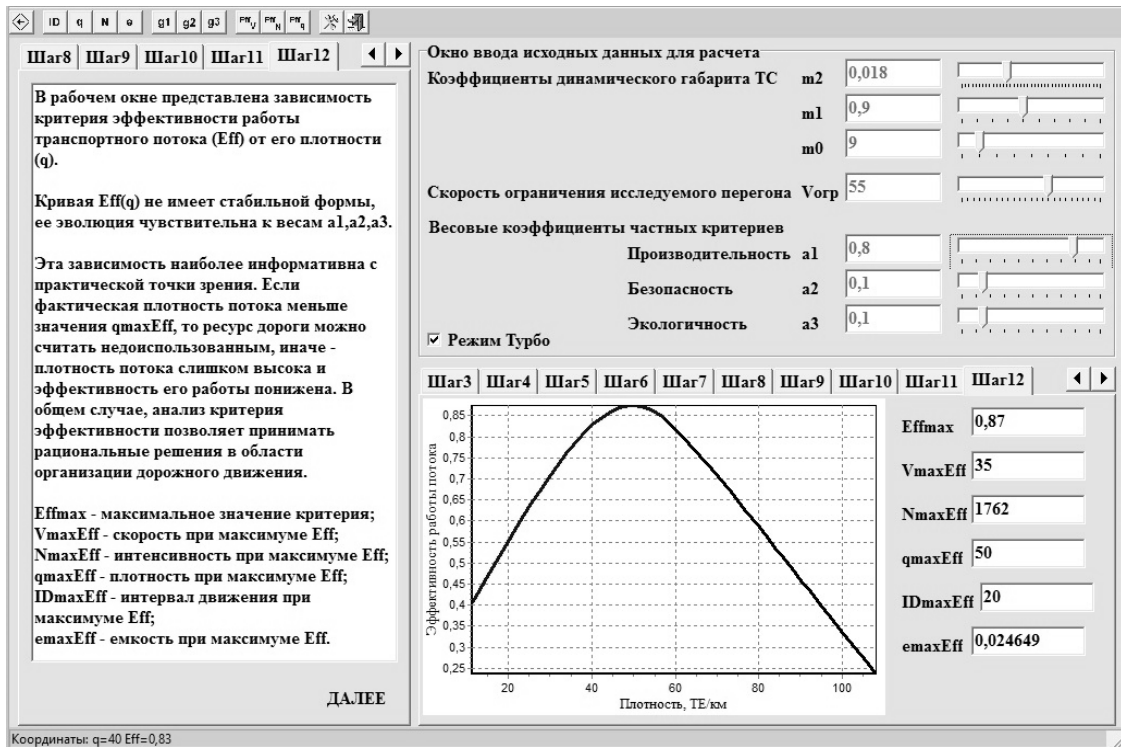 ID q N e g1 g2 g3 Eff_V Eff_N Eff_q
Шаг8 Шаг9 Шаг10 Шаг11 Шаг12
В рабочем окне представлена зависимость
критерия эффективности работы
транспортного потока (Eff) от его плотности
(q).
Кривая Eff(q) не имеет стабильной формы,
ее эволюция чувствительна к весам a1,a2,a3.
Эта зависимость наиболее информативна с
практической точки зрения. Если
фактическая плотность потока меньше
значения qmaxEff, то ресурс дороги можно
считать недоиспользованным, иначе -
плотность потока слишком высока и
эффективность его работы понижена. В
общем случае, анализ критерия
эффективности позволяет принимать
рациональные решения в области
организации дорожного движения.
Effmax - максимальное значение критерия;
VmaxEff - скорость при максимуме Eff;
NmaxEff - интенсивность при максимуме Eff;
qmaxEff - плотность при максимуме Eff;
IDmaxEff - интервал движения при
максимуме Eff;
emaxEff - емкость при максимуме Eff.
ДАЛЕЕ
Окно ввода исходных данных для расчета
Коэффициенты динамического габарита ТС m2 0,018
m1 0,9
m0 9
Скорость ограничения исследуемого перегона Vогр 55
Весовые коэффициенты частных критериев
Производительность a1 0,8
Безопасность a2 0,1
Экологичность a3 0,1
Режим Турбо
Шаг3 Шаг4 Шаг5 Шаг6 Шаг7 Шаг8 Шаг9 Шаг10 Шаг11 Шаг12
Эффективность работы потока
0,85
0,8
0,75
0,7
0,65
0,6
0,55
0,5
0,45
0,4
0,35
0,3
0,25
20 40 60 80 100
Плотность, ТЕ/км
Effmax 0,87
VmaxEff 35
NmaxEff 1762
qmaxEff 50
IDmaxEff 20
emaxEff 0,024649
Координаты: q=40 Eff=0,83